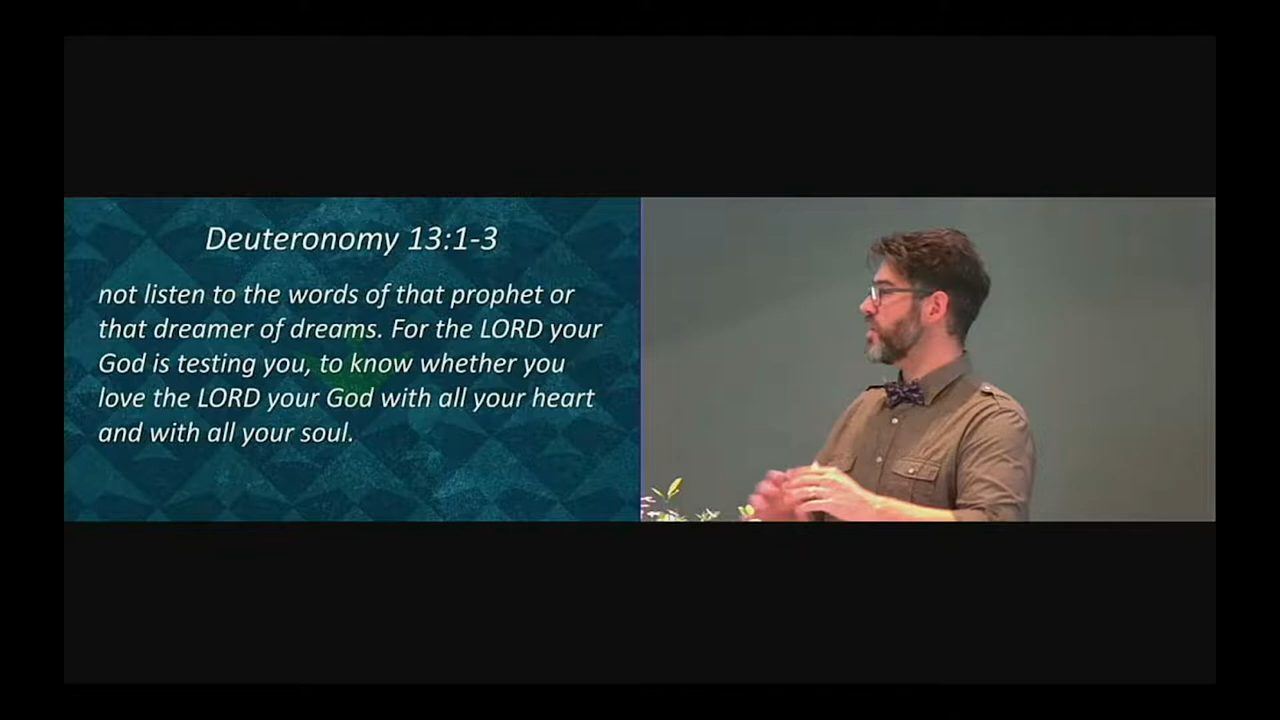 Deuteronomy 13:1-3
not listen to the words of that prophet or
that dreamer of dreams. For the LORD your
God is testing you, to know whether you
love the LORD your God with all your heart
and with all your soul.